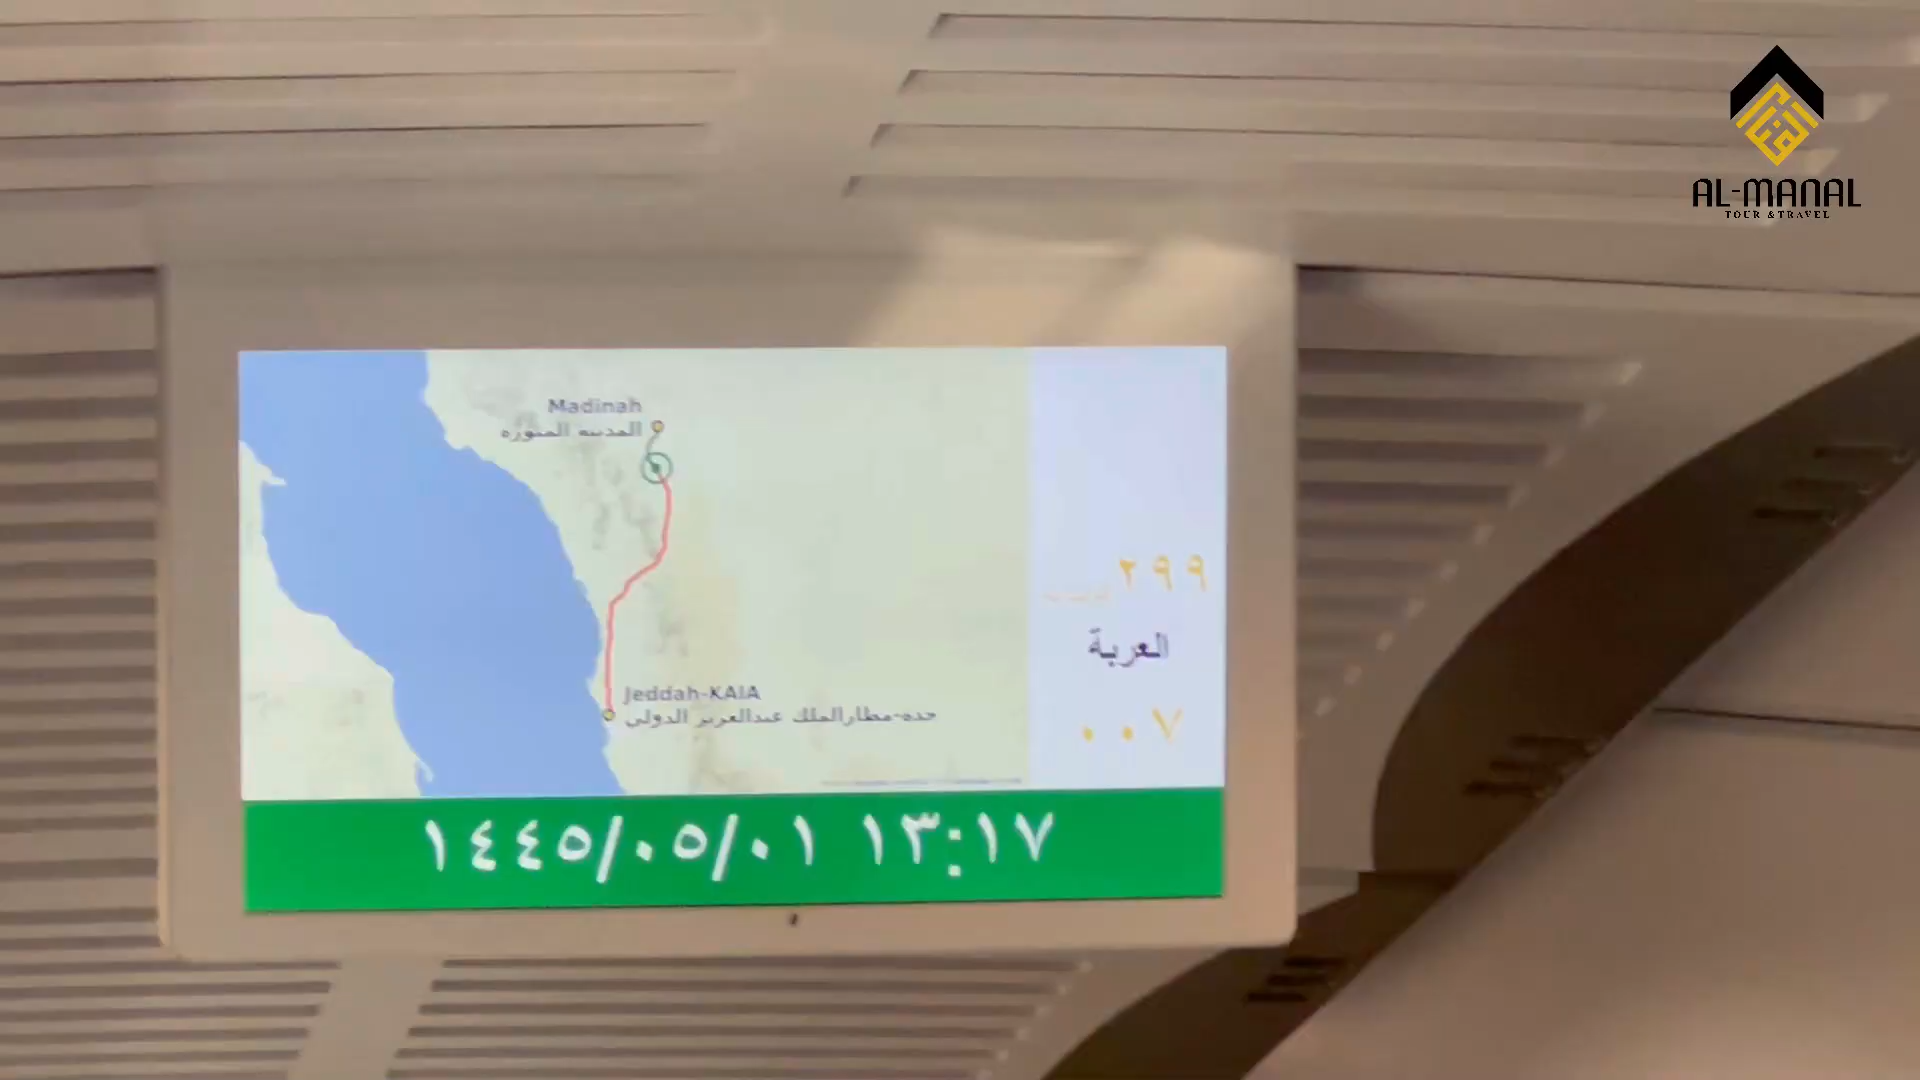 AL-MANAL
TOUR & TRAVEL
Madinah
المدينة المنورة
Jeddah-KAIA
جدة-مطار الملك عبدالعزيز الدولي
٢٩٩
العربة
٠٠٧
١٤٤٥/٠٥/٠١ ١٣:١٧